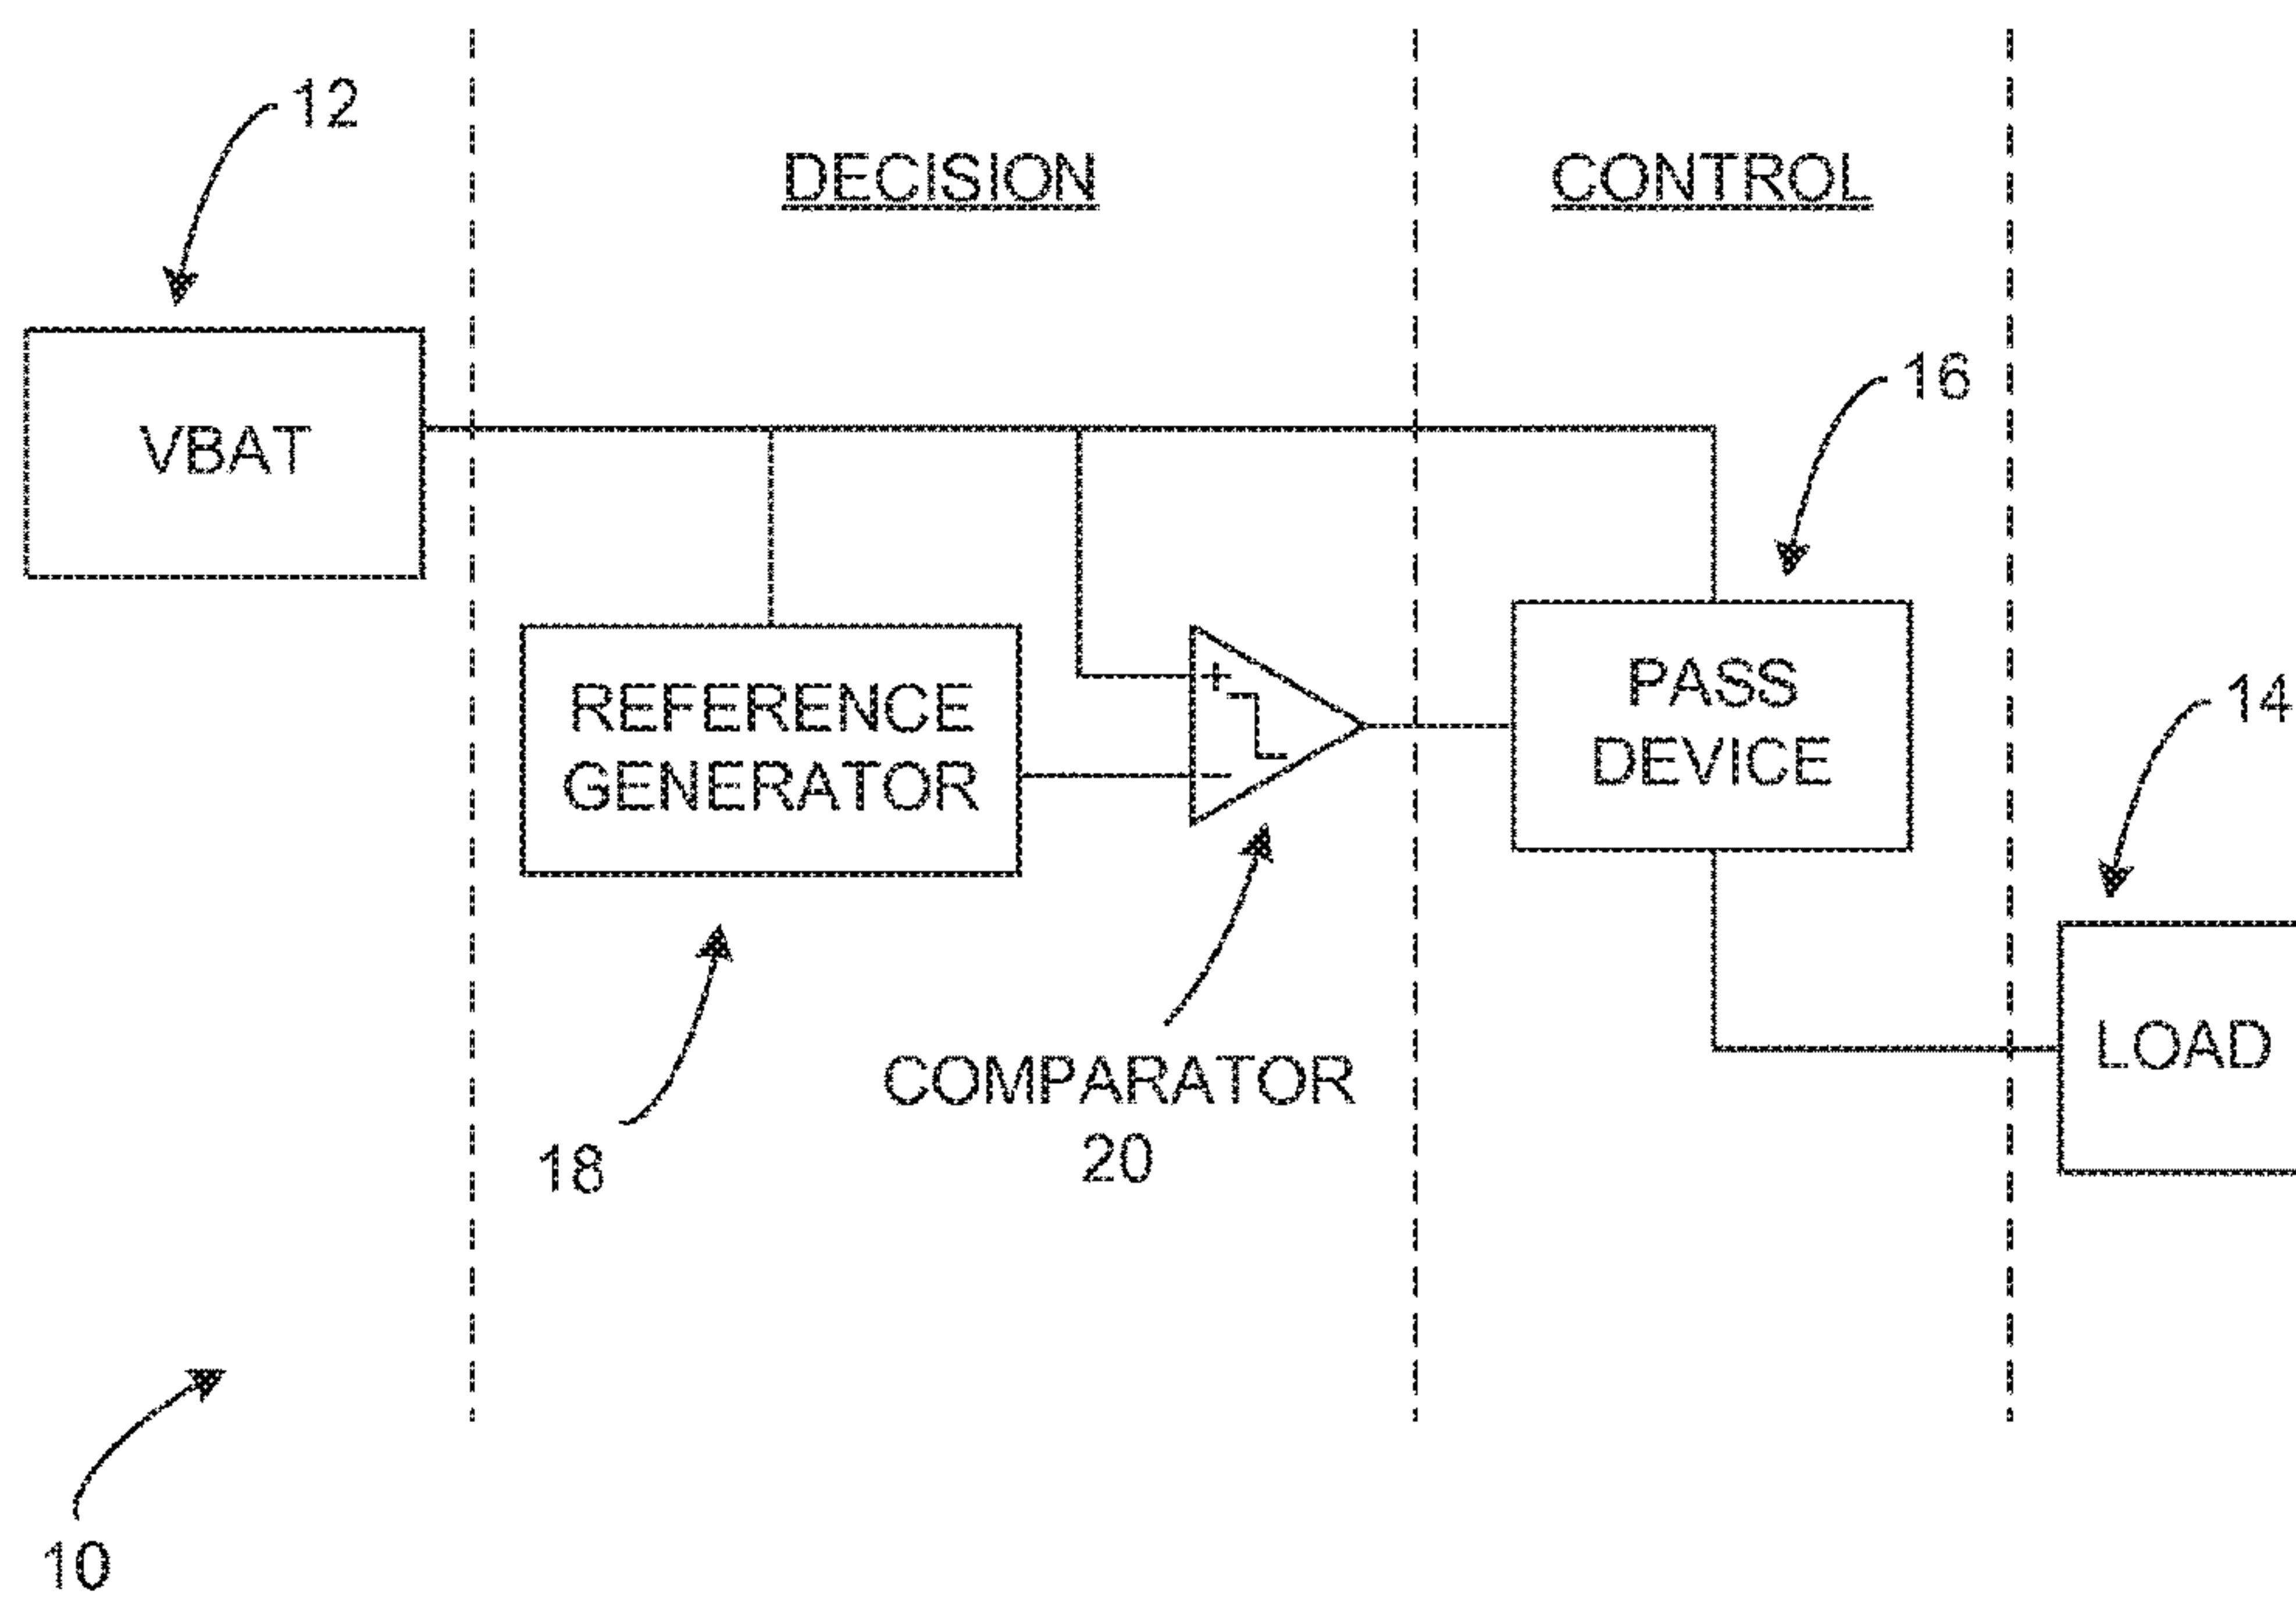 12
DECISION
CONTROL
16
VBAT
PASS
DEVICE
REFERENCE
GENERATOR
+
-
14
LOAD
COMPARATOR
20
18
10